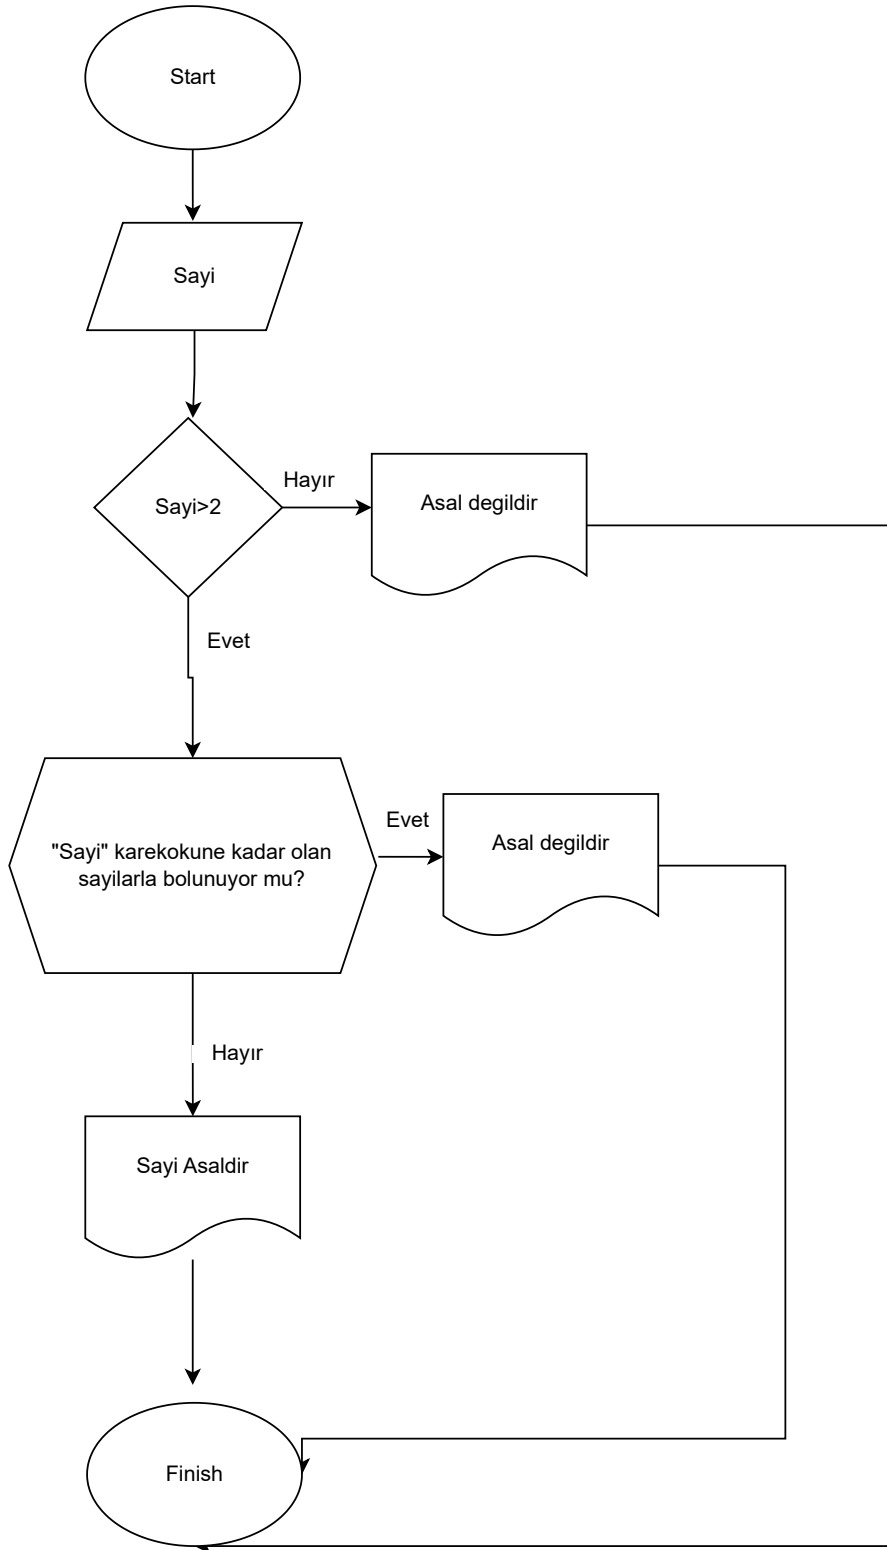 Start
Sayi
Sayi>2
Hayır
Asal degildir
Evet
"Sayi" karekokune kadar olan
sayilarla bolunuyor mu?
Evet
Asal degildir
Hayır
Sayi Asaldir
Finish